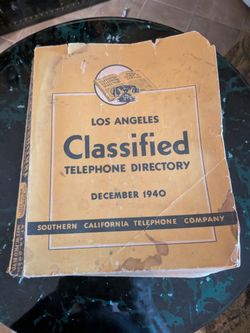 LOS ANGELES
Classified
TELEPHONE DIRECTORY
DECEMBER 1940
SOUTHERN CALIFORNIA TELEPHONE COMPANY